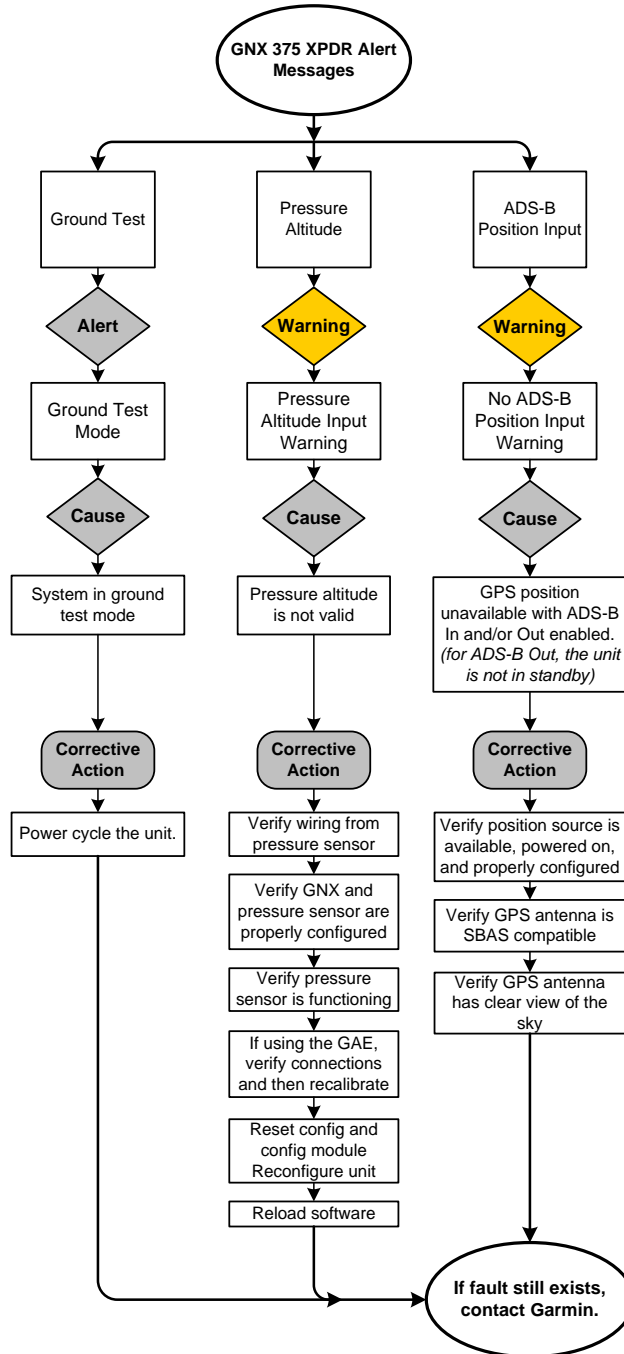 GNX 375 XPDR Alert
Messages
Ground Test
Alert
Ground Test
Mode
Cause
System in ground
test mode
Corrective
Action
Power cycle the unit.
Pressure
Altitude
Warning
Pressure
Altitude Input
Warning
Cause
Pressure altitude
is not valid
Corrective
Action
Verify wiring from
pressure sensor
Verify GNX and
pressure sensor are
properly configured
Verify pressure
sensor is functioning
If using the GAE,
verify connections
and then recalibrate
Reset config and
config module
Reconfigure unit
Reload software
ADS-B
Position Input
Warning
No ADS-B
Position Input
Warning
Cause
GPS position
unavailable with ADS-B
In and/or Out enabled.
(for ADS-B Out, the unit
is not in standby)
Corrective
Action
Verify position source is
available, powered on,
and properly configured
Verify GPS antenna is
SBAS compatible
Verify GPS antenna
has clear view of the
sky
If fault still exists,
contact Garmin.